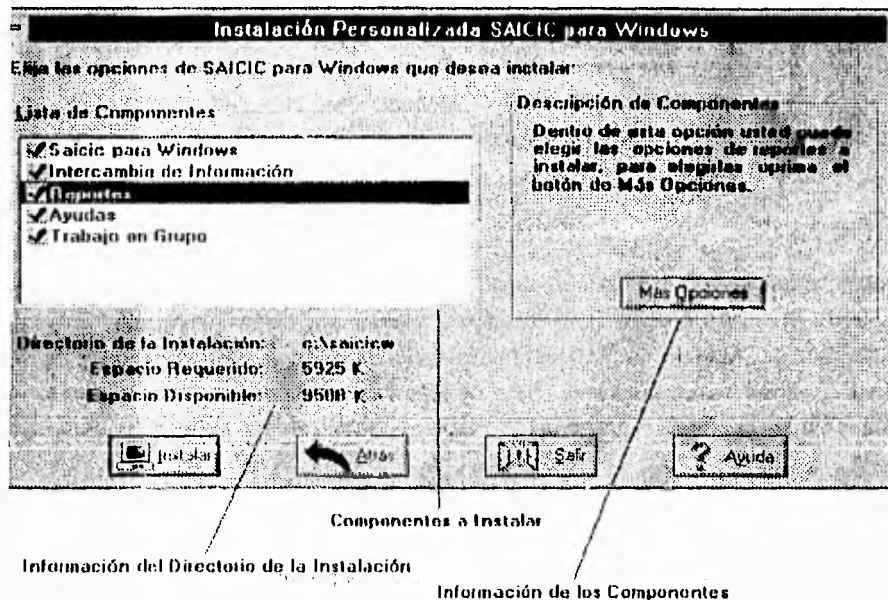 Instalación Personalizada SAICIC para Windows
Elija las opciones de SAICIC para Windows que desea instalar:
Lista de Componentes
Saicic para Windows
Intercambio de Información
Reportes
Ayudas
Trabajo en Grupo
Descripción de Componentes
Dentro de esta opción usted puede
elegir las opciones de reportes a
instalar, para elegirlas oprima el
botón de Más Opciones.
Más Opciones
Directorio de la Instalación: c:\saicicw
Espacio Requerido: 5925 K
Espacio Disponible: 9508 K
Instalar
Atrás
Salir
Ayuda
Componentes a Instalar
Información del Directorio de la Instalación
Información de los Componentes